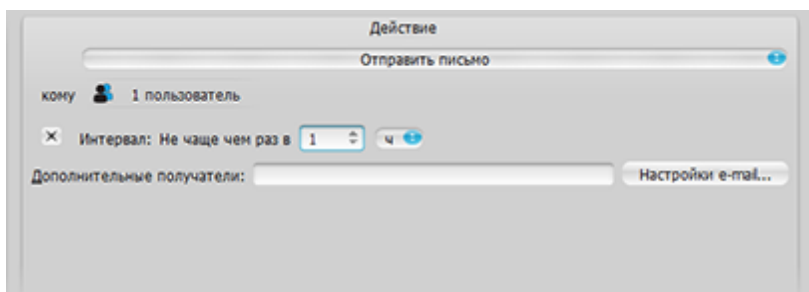 Действие
Отправить письмо
кому 1 пользователь
Интервал: Не чаще чем раз в 1 ч
Дополнительные получатели: Настройки e-mail...